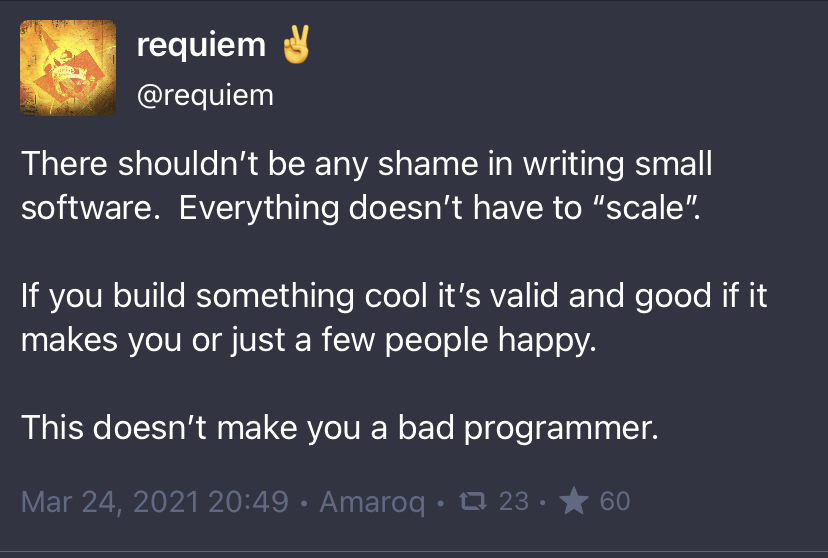 requiem ✌️
@requiem
There shouldn’t be any shame in writing small
software.  Everything doesn’t have to “scale”.
If you build something cool it’s valid and good if it
makes you or just a few people happy.
This doesn’t make you a bad programmer.
Mar 24, 2021 20:49 • Amaroq • 23 • 60